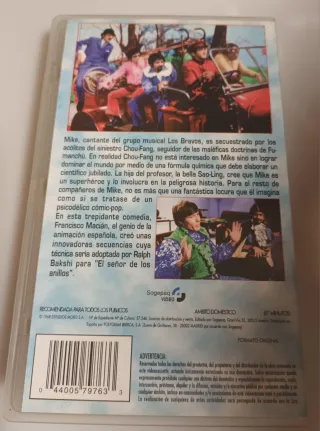 Mike, cantante del grupo musical Los Bravos, es secuestrado por los
acólitos del siniestro Chou-Fang, seguidor de las maléficas doctrinas de Fu-
manchú. En realidad Chou-Fang no está interesado en Mike sino en lograr
dominar el mundo por medio de una formula química que debe elaborar un
científico jubilado. La hija del profesor, la bella Sao-Ling, cree que Mike es
un superhéroe y lo involucra en la peligrosa historia. Para el resto de
compañeros de Mike, no es más que una fantástica locura que él imagina
como si se tratase de un
psicodélico cómic-pop.
En esta trepidante comedia,
Francisco Macián, el genio de la
animación española, creó unas
innovadoras secuencias cuya
técnica sería adoptada por Ralph
Bakshi para "El señor de los
anillos".
Sogepaq
VIDEO
RECOMENDADA PARA TODOS LOS PÚBLICOS
AMBITO DOMESTICO
87 MINUTOS
FORMATO ORIGINAL
ADVERTENCIA:
0 44005 79763 3